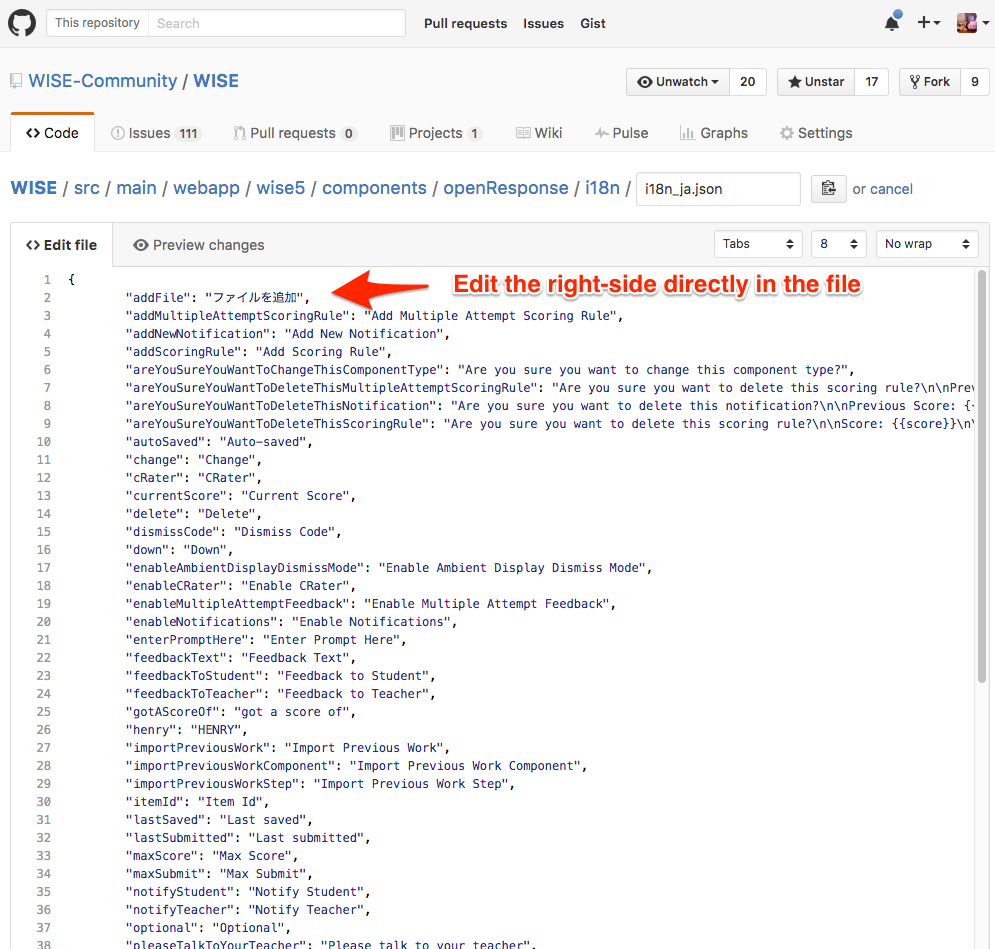 This repository Search Pull requests Issues Gist
WISE-Community / WISE Unwatch 20 Unstar 17 Fork 9
Code Issues 111 Pull requests 0 Projects 1 Wiki Pulse Graphs Settings
WISE / src / main / webapp / wise5 / components / openResponse / i18n / i18n_ja.json or cancel
Edit file Preview changes Tabs 8 No wrap
Edit the right-side directly in the file
1 {
2 "addFile": "ファイルを追加",
3 "addMultipleAttemptScoringRule": "Add Multiple Attempt Scoring Rule",
4 "addNewNotification": "Add New Notification",
5 "addScoringRule": "Add Scoring Rule",
6 "areYouSureYouWantToChangeThisComponentType": "Are you sure you want to change this component type?",
7 "areYouSureYouWantToDeleteThisMultipleAttemptScoringRule": "Are you sure you want to delete this scoring rule?\n\nPrev
8 "areYouSureYouWantToDeleteThisNotification": "Are you sure you want to delete this notification?\n\nPrevious Score: {{
9 "areYouSureYouWantToDeleteThisScoringRule": "Are you sure you want to delete this scoring rule?\n\nScore: {{score}}\n\
10 "autoSaved": "Auto-saved",
11 "change": "Change",
12 "cRater": "CRater",
13 "currentScore": "Current Score",
14 "delete": "Delete",
15 "dismissCode": "Dismiss Code",
16 "down": "Down",
17 "enableAmbientDisplayDismissMode": "Enable Ambient Display Dismiss Mode",
18 "enableCRater": "Enable CRater",
19 "enableMultipleAttemptFeedback": "Enable Multiple Attempt Feedback",
20 "enableNotifications": "Enable Notifications",
21 "enterPromptHere": "Enter Prompt Here",
22 "feedbackText": "Feedback Text",
23 "feedbackToStudent": "Feedback to Student",
24 "feedbackToTeacher": "Feedback to Teacher",
25 "gotAScoreOf": "got a score of",
26 "henry": "HENRY",
27 "importPreviousWork": "Import Previous Work",
28 "importPreviousWorkComponent": "Import Previous Work Component",
29 "importPreviousWorkStep": "Import Previous Work Step",
30 "itemId": "Item Id",
31 "lastSaved": "Last saved",
32 "lastSubmitted": "Last submitted",
33 "maxScore": "Max Score",
34 "maxSubmit": "Max Submit",
35 "notifyStudent": "Notify Student",
36 "notifyTeacher": "Notify Teacher",
37 "optional": "Optional",
38 "pleaseTalkToYourTeacher": "Please talk to your teacher",